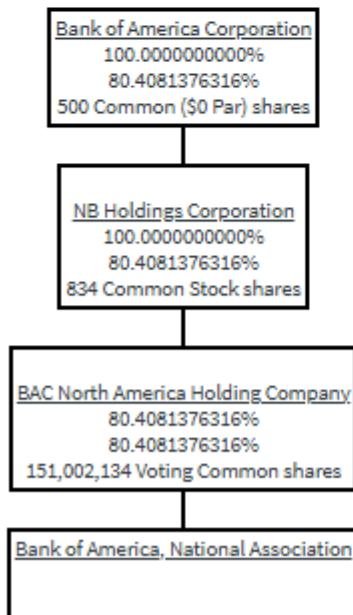 Bank of America Corporation
100.0000000000%
80.4081376316%
500 Common ($0 Par) shares
NB Holdings Corporation
100.0000000000%
80.4081376316%
834 Common Stock shares
BAC North America Holding Company
80.4081376316%
80.4081376316%
151,002,134 Voting Common shares
Bank of America, National Association